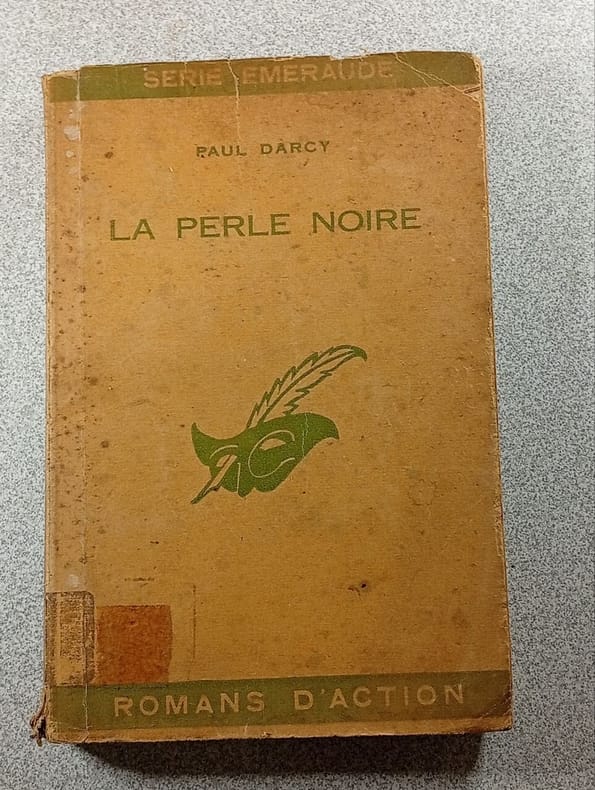 SERIE EMERAUDE
PAUL DARCY
LA PERLE NOIRE
ROMANS D'ACTION